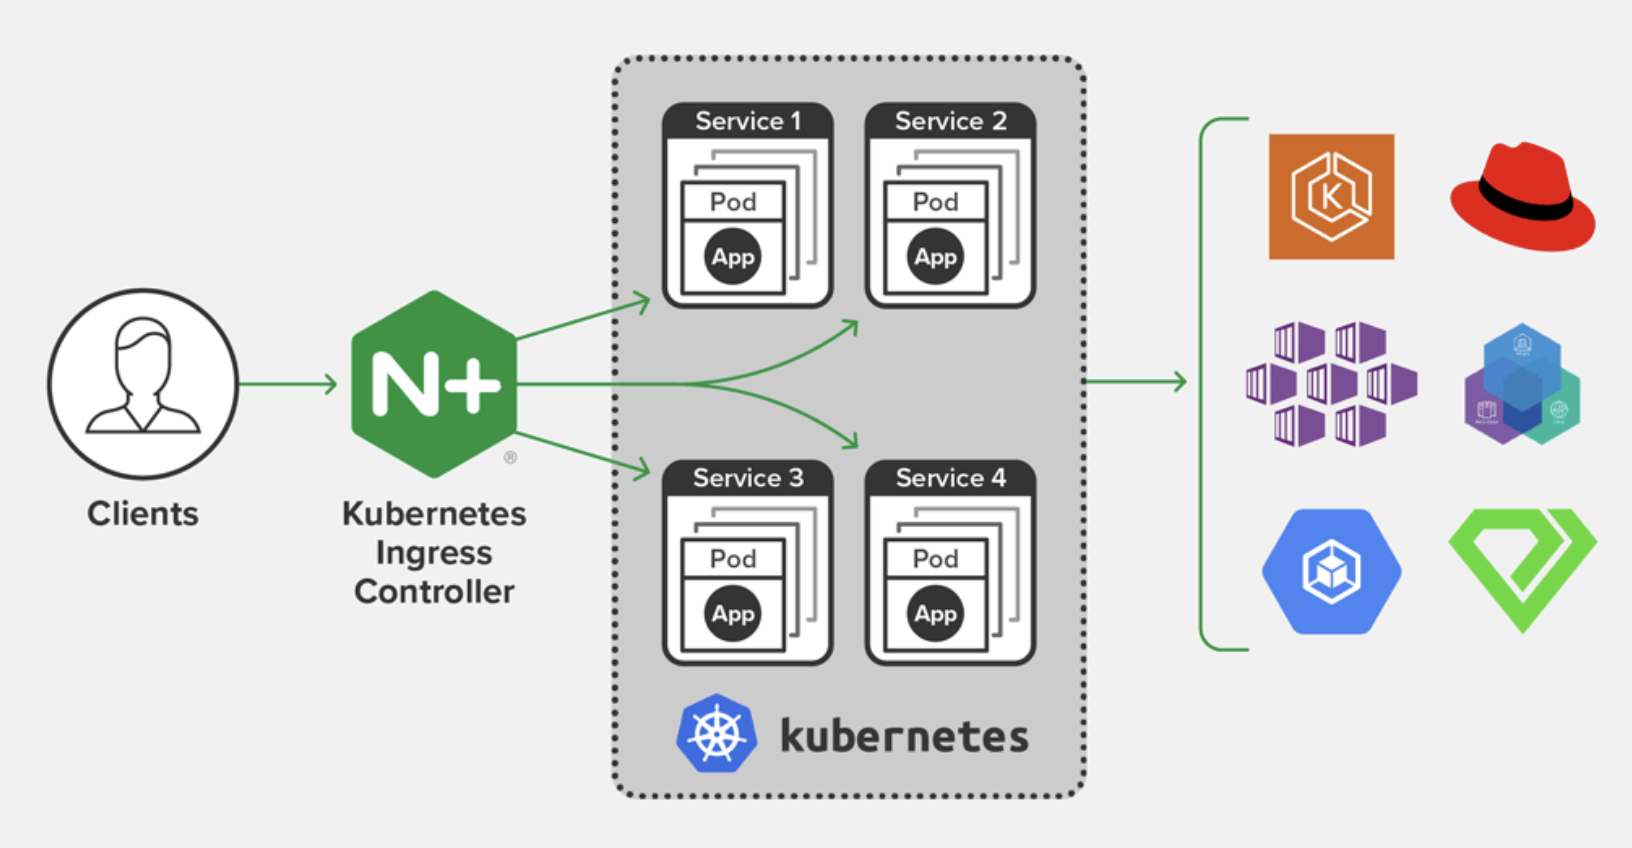 Clients
N+
®
Kubernetes
Ingress
Controller
Service 1
Pod
App
Service 2
Pod
App
Service 3
Pod
App
Service 4
Pod
App
kubernetes
K